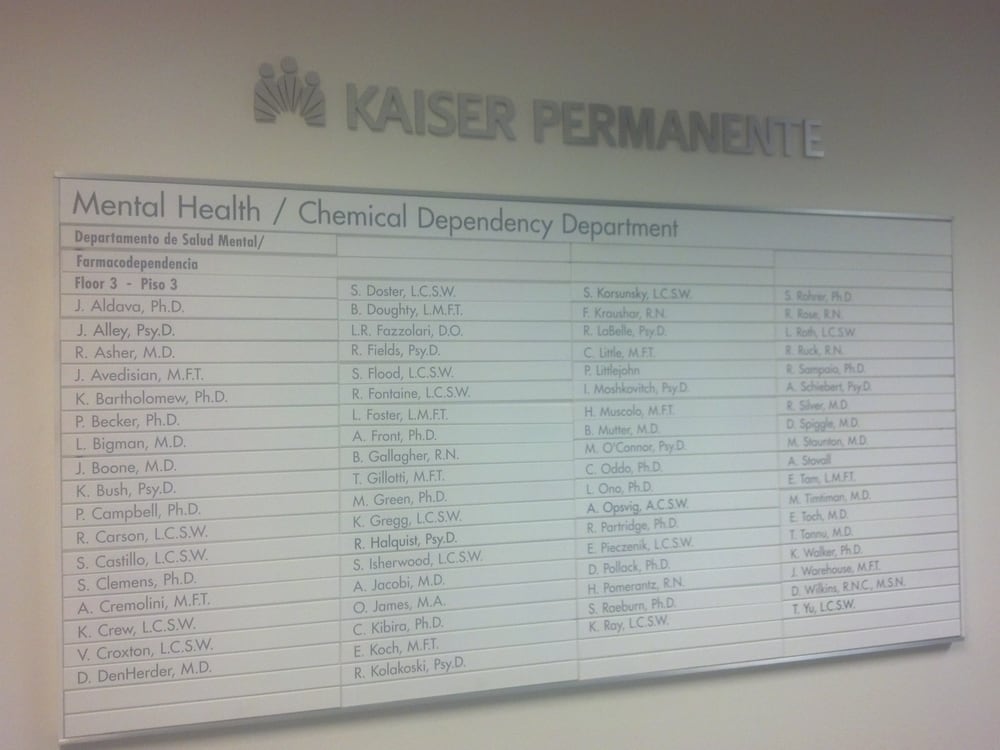 KAISER PERMANENTE
Mental Health / Chemical Dependency Department
Departamento de Salud Mental/
Farmacodependencia
Floor 3 - Piso 3
J. Aldava, Ph.D.
J. Alley, Psy.D.
R. Asher, M.D.
J. Avedisian, M.F.T.
K. Bartholomew, Ph.D.
P. Becker, Ph.D.
L. Bigman, M.D.
J. Boone, M.D.
K. Bush, Psy.D.
P. Campbell, Ph.D.
R. Carson, L.C.S.W.
S. Castillo, L.C.S.W.
S. Clemens, Ph.D.
A. Cremolini, M.F.T.
K. Crew, L.C.S.W.
V. Croxton, L.C.S.W.
D. DenHerder, M.D.
S. Doster, L.C.S.W.
B. Doughty, L.M.F.T.
L.R. Fazzolari, D.O.
R. Fields, Psy.D.
S. Flood, L.C.S.W.
R. Fontaine, L.C.S.W.
L. Foster, L.M.F.T.
A. Front, Ph.D.
B. Gallagher, R.N.
T. Gillotti, M.F.T.
M. Green, Ph.D.
K. Gregg, L.C.S.W.
R. Halquist, Psy.D.
S. Isherwood, L.C.S.W.
A. Jacobi, M.D.
O. James, M.A.
C. Kibira, Ph.D.
E. Koch, M.F.T.
R. Kolakoski, Psy.D.
S. Korsunsky, L.C.S.W.
F. Kraushar, R.N.
R. LaBelle, Psy.D.
C. Little, M.F.T.
P. Littlejohn
I. Moshkovitch, Psy.D.
H. Muscolo, M.F.T.
B. Mutter, M.D.
M. O'Connor, Psy.D.
C. Oddo, Ph.D.
L. Ono, Ph.D.
A. Opsvig, A.C.S.W.
R. Partridge, Ph.D.
E. Pieczenik, L.C.S.W.
D. Pollack, Ph.D.
H. Pomerantz, R.N.
S. Raeburn, Ph.D.
K. Ray, L.C.S.W.
S. Rohrer, Ph.D
R. Rose, R.N.
L. Roth, L.C.S.W
R. Ruck, R.N.
R. Sampaio, Ph.D.
A. Schiebert, Psy.D.
R. Silver, M.D.
D. Spiggle, M.D.
M. Staunton, M.D.
A. Stovall
E. Tam, L.M.F.T.
M. Timtiman, M.D.
E. Toch, M.D.
T. Tonnu, M.D.
K. Walker, Ph.D.
J. Warehouse, M.F.T.
D. Wilkins, R.N.C., M.S.N.
T. Yu, L.C.S.W.